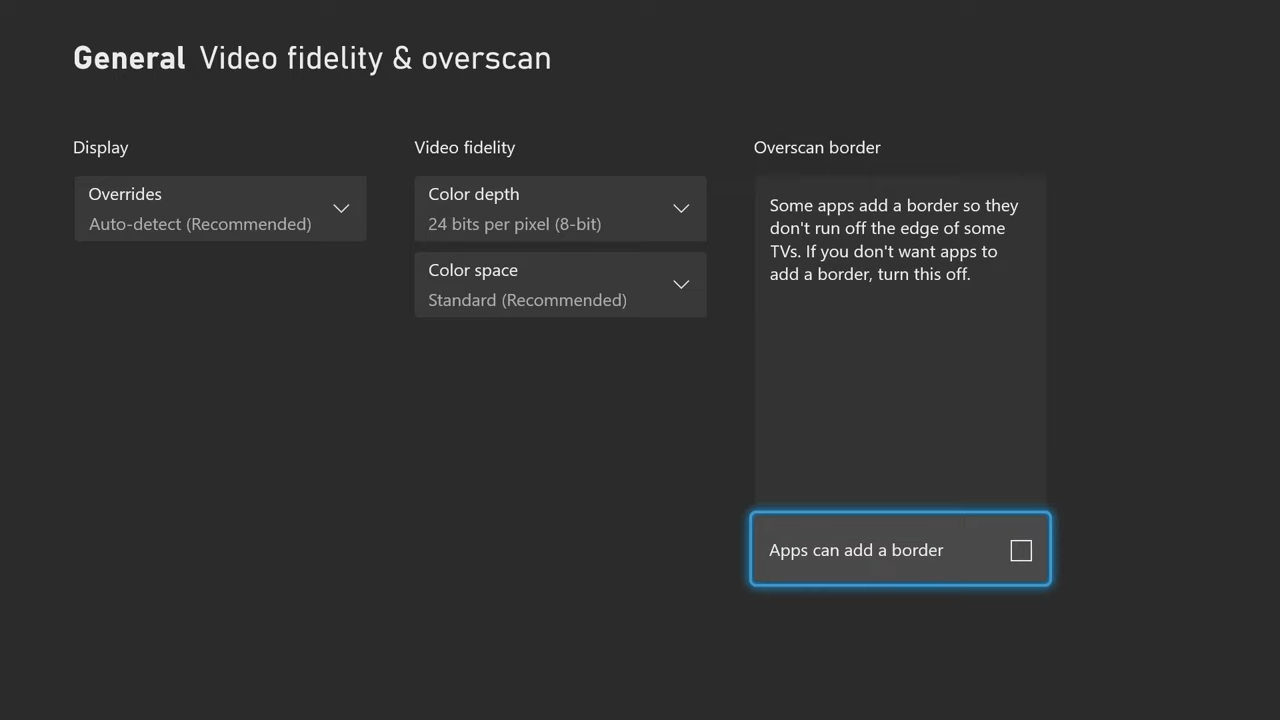 General Video fidelity & overscan
Display
Overrides
Auto-detect (Recommended)
Video fidelity
Color depth
24 bits per pixel (8-bit)
Color space
Standard (Recommended)
Overscan border
Some apps add a border so they
don't run off the edge of some
TVs. If you don't want apps to
add a border, turn this off.
Apps can add a border